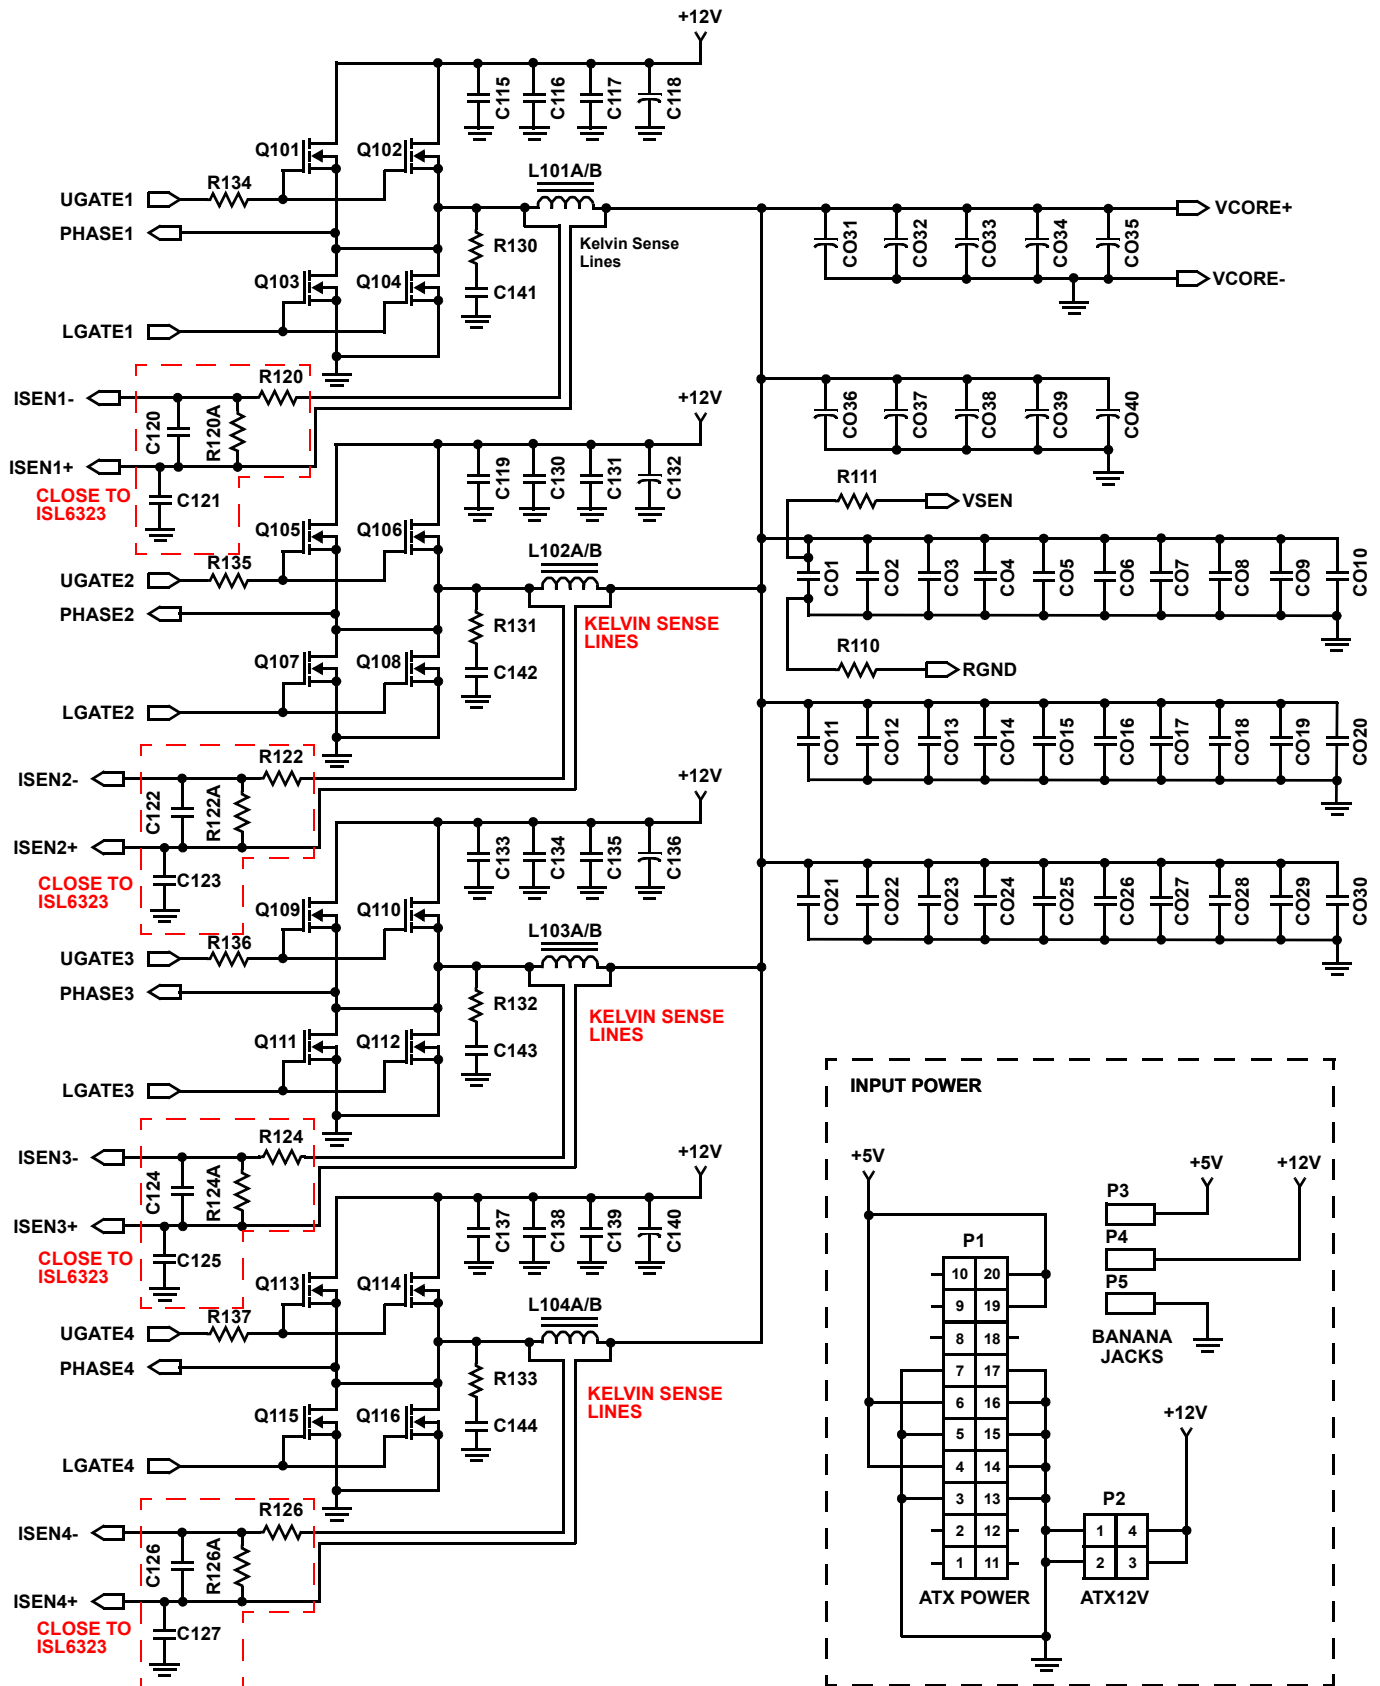 +12V
C115
C116
C117
C118
Q101
Q102
R134
UGATE1
PHASE1
L101A/B
R130
Kelvin Sense
Lines
C141
Q103
Q104
LGATE1
VCORE+
CO31
CO32
CO33
CO34
CO35
VCORE-
ISEN1-
R120
C120
R120A
ISEN1+
CLOSE TO
ISL6323
C121
+12V
C119
C130
C131
C132
CO36
CO37
CO38
CO39
CO40
Q105
Q106
R135
UGATE2
PHASE2
L102A/B
R131
KELVIN SENSE
LINES
C142
Q107
Q108
LGATE2
R111
VSEN
CO1
CO2
CO3
CO4
CO5
CO6
CO7
CO8
CO9
CO10
R110
RGND
CO11
CO12
CO13
CO14
CO15
CO16
CO17
CO18
CO19
CO20
ISEN2-
R122
C122
R122A
ISEN2+
CLOSE TO
ISL6323
C123
+12V
C133
C134
C135
C136
CO21
CO22
CO23
CO24
CO25
CO26
CO27
CO28
CO29
CO30
Q109
Q110
R136
UGATE3
PHASE3
L103A/B
R132
KELVIN SENSE
LINES
C143
Q111
Q112
LGATE3
ISEN3-
R124
C124
R124A
ISEN3+
CLOSE TO
ISL6323
C125
+12V
C137
C138
C139
C140
Q113
Q114
R137
UGATE4
PHASE4
L104A/B
R133
KELVIN SENSE
LINES
C144
Q115
Q116
LGATE4
ISEN4-
R126
C126
R126A
ISEN4+
CLOSE TO
ISL6323
C127
INPUT POWER
+5V
P1
10 20
9 19
8 18
7 17
6 16
5 15
4 14
3 13
2 12
1 11
ATX POWER
+5V
+12V
P3
P4
P5
BANANA
JACKS
+12V
P2
1 4
2 3
ATX12V